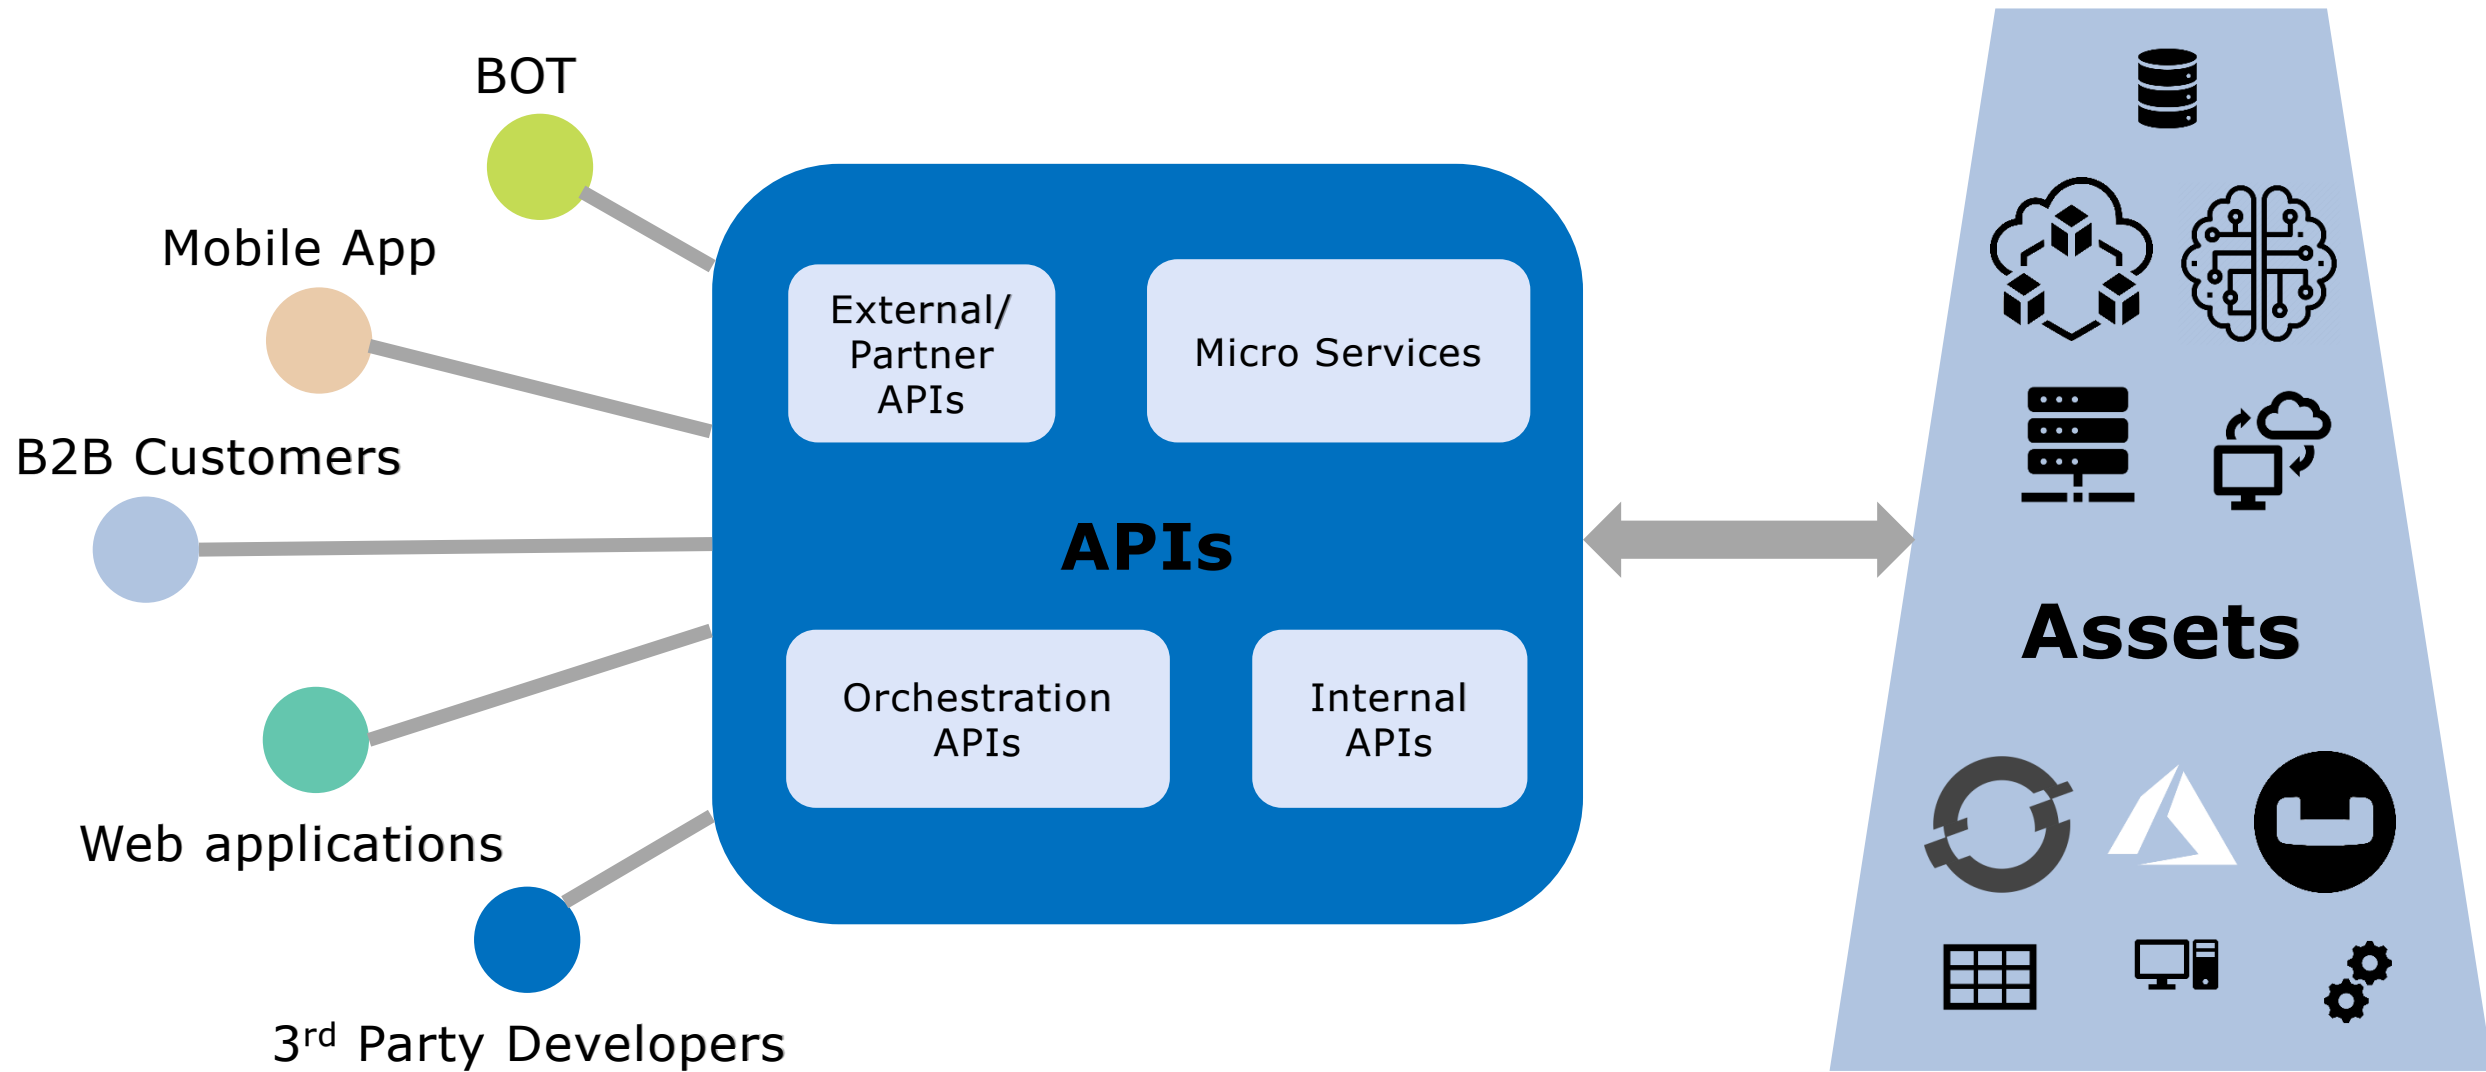 BOT
Mobile App
B2B Customers
Web applications
3rd Party Developers
External/
Partner
APIs
Micro Services
APIs
Orchestration
APIs
Internal
APIs
Assets